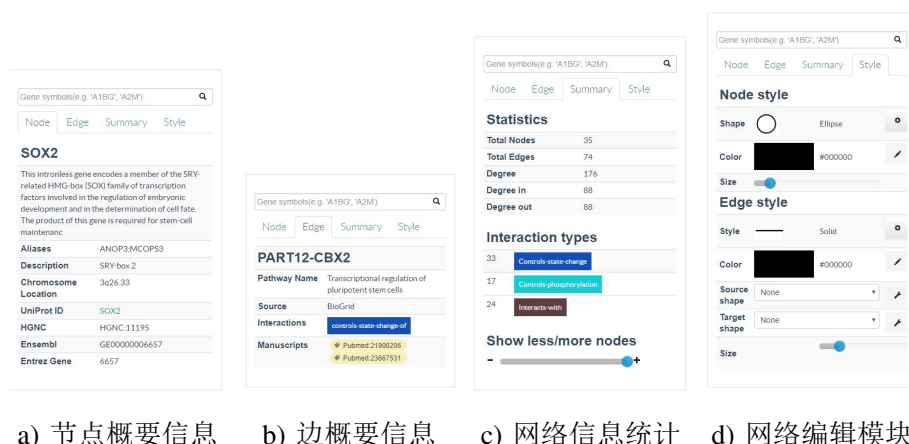 Gene symbols(e.g. 'A1BG', 'A2M')
Node Edge Summary Style
SOX2
This intronless gene encodes a member of the SRY-
related HMG-box (SOX) family of transcription
factors involved in the regulation of embryonic
development and in the determination of cell fate.
The product of this gene is required for stem-cell
maintenanc
Aliases ANOP3;MCOPS3
Description SRY-box 2
Chromosome Location 3q26.33
UniProt ID SOX2
HGNC HGNC:11195
Ensembl GE00000006657
Entrez Gene 6657
a) 节点概要信息
Gene symbols(e.g. 'A1BG', 'A2M')
Node Edge Summary Style
PART12-CBX2
Pathway Name Transcriptional regulation of
pluripotent stem cells
Source BioGrid
Interactions controls-state-change-of
Manuscripts Pubmed:21900206
Pubmed:23667531
b) 边概要信息
Gene symbols(e.g. 'A1BG', 'A2M')
Node Edge Summary Style
Statistics
Total Nodes 35
Total Edges 74
Degree 176
Degree in 88
Degree out 88
Interaction types
33 Controls-state-change
17 Controls-phosphorylation
24 Interacts-with
Show less/more nodes
- +
c) 网络信息统计
Gene symbols(e.g. 'A1BG', 'A2M')
Node Edge Summary Style
Node style
Shape Ellipse
Color #000000
Size
Edge style
Style Solid
Color #000000
Source shape None
Target shape None
Size
d) 网络编辑模块